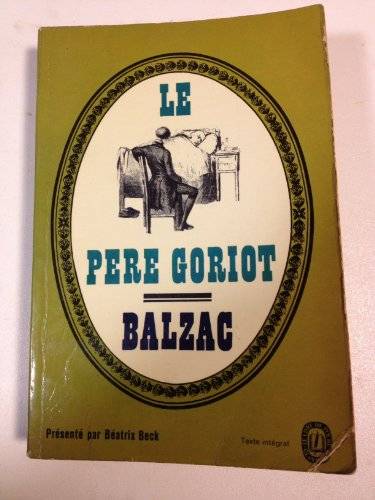 LE
PERE GORIOT
BALZAC
Présenté par Béatrix Beck
Texte intégral